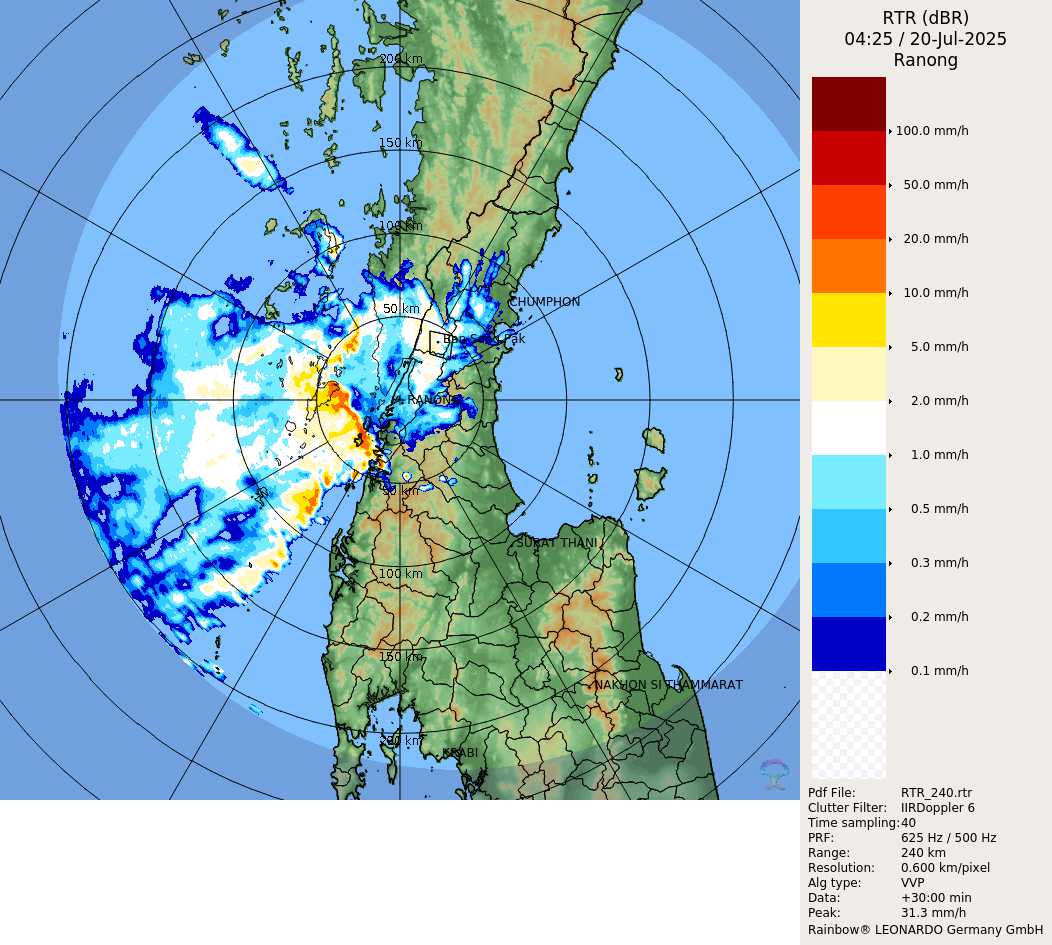 RTR (dBR)
04:25 / 20-Jul-2025
Ranong
200 km
150 km
100 km
50 km
CHUMPHON
RANONG
50 km
SURAT THANI
100 km
150 km
NAKHON SI THAMMARAT
200 km
KRABI
100.0 mm/h
50.0 mm/h
20.0 mm/h
10.0 mm/h
5.0 mm/h
2.0 mm/h
1.0 mm/h
0.5 mm/h
0.3 mm/h
0.2 mm/h
0.1 mm/h
Pdf File: RTR_240.rtr
Clutter Filter: IIRDoppler 6
Time sampling: 40
PRF: 625 Hz / 500 Hz
Range: 240 km
Resolution: 0.600 km/pixel
Alg type: VVP
Data: +30:00 min
Peak: 31.3 mm/h
Rainbow® LEONARDO Germany GmbH